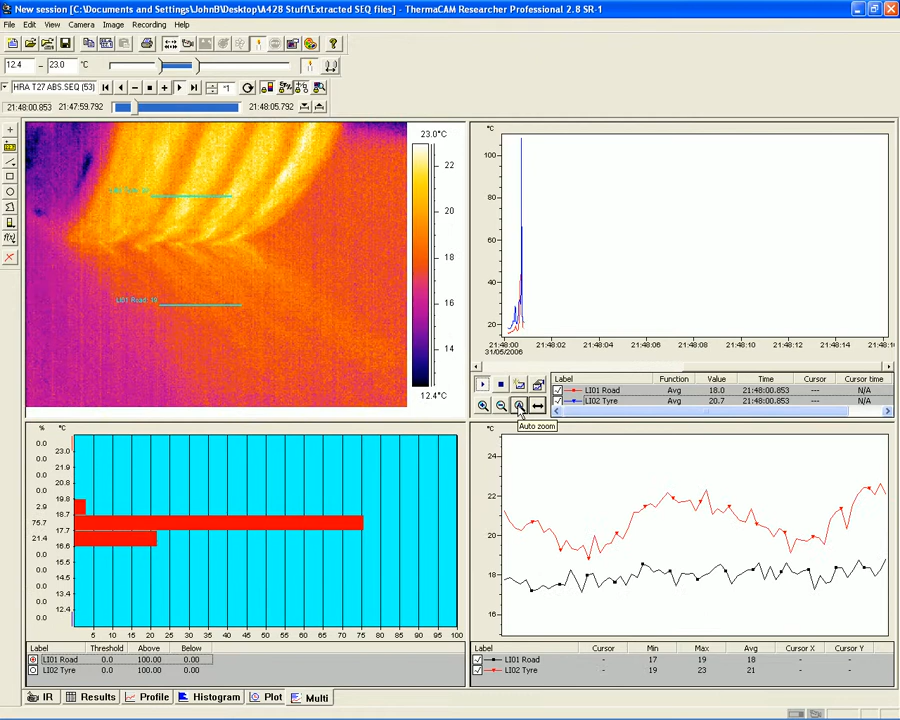 New session [C:\Documents and Settings\JohnB\Desktop\A428 Stuff\Extracted SEQ files] - ThermaCAM Researcher Professional 2.8 SR-1
File Edit View Camera Image Recording Help
12.4 - 23.0 °C
HRA T27 ABS.SEQ (53)
*1
21:48:00.853 21:47:59.792 21:48:05.792
23.0°C
22
20
18
16
14
12.4°C
LI01 Road: 19
°C
100
80
60
40
20
21:48:00 21:48:02 21:48:04 21:48:06 21:48:08 21:48:10 21:48:12 21:48:14 21:48:16
31/05/2006
Label Function Value Time Cursor Cursor time
LI01 Road Avg 18.0 21:48:00.853 --- N/A
LI02 Tyre Avg 20.7 21:48:00.853 --- N/A
Auto zoom
% °C
0.0 23.0
0.0 21.9
0.0 20.8
0.0 19.8
2.9 18.7
75.7 17.7
21.4 16.6
0.0 15.5
0.0 14.5
0.0 13.4
0.0 12.4
0.0
5 10 15 20 25 30 35 40 45 50 55 60 65 70 75 80 85 90 95 100
Label Threshold Above Below
LI01 Road 0.0 100.00 0.00
LI02 Tyre 0.0 100.00 0.00
°C
24
22
20
18
16
Label Cursor Min Max Avg Cursor X Cursor Y
LI01 Road - 17 19 18 - -
LI02 Tyre - 19 23 21 - -
IR Results Profile Histogram Plot Multi